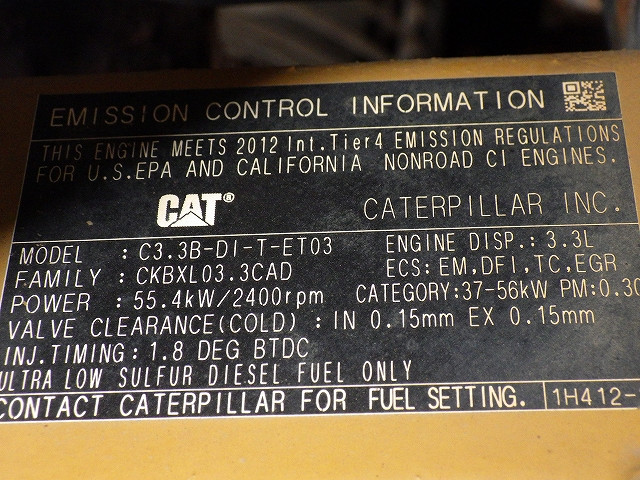 EMISSION CONTROL INFORMATION
THIS ENGINE MEETS 2012 Int.Tier4 EMISSION REGULATIONS
FOR U.S.EPA AND CALIFORNIA NONROAD CI ENGINES.
CAT® CATERPILLAR INC.
MODEL : C3.3B-DI-T-ET03 ENGINE DISP.: 3.3L
FAMILY : CKBXL03.3CAD ECS: EM,DFI,TC,EGR
POWER : 55.4kW/2400rpm CATEGORY:37-56kW PM:0.30
VALVE CLEARANCE(COLD) : IN 0.15mm EX 0.15mm
INJ.TIMING: 1.8 DEG BTDC
ULTRA LOW SULFUR DIESEL FUEL ONLY
CONTACT CATERPILLAR FOR FUEL SETTING. 1H412-